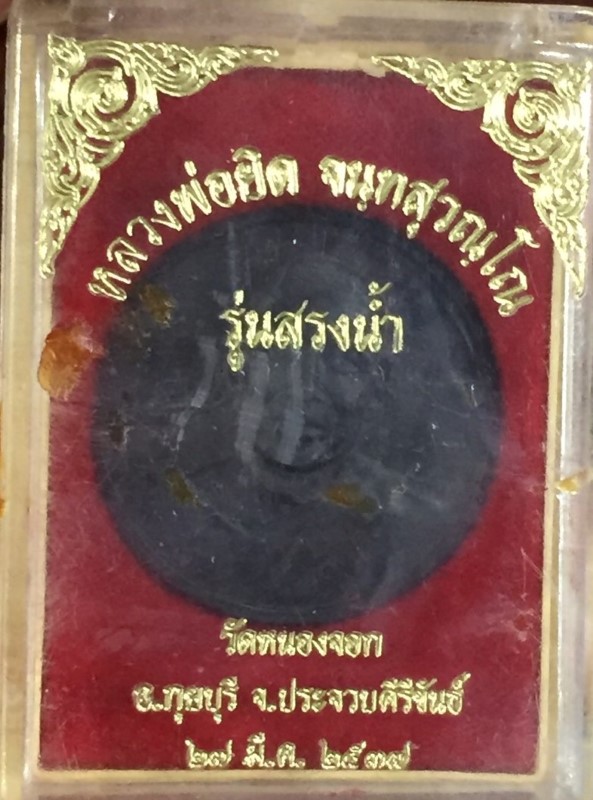 หลวงพ่อยิด จนฺทสุวณฺโณ
รุ่นสรงน้ำ
วัดหนองจอก
อ.กุยบุรี จ.ประจวบคีรีขันธ์
๒๗ มี.ค. ๒๕๓๗